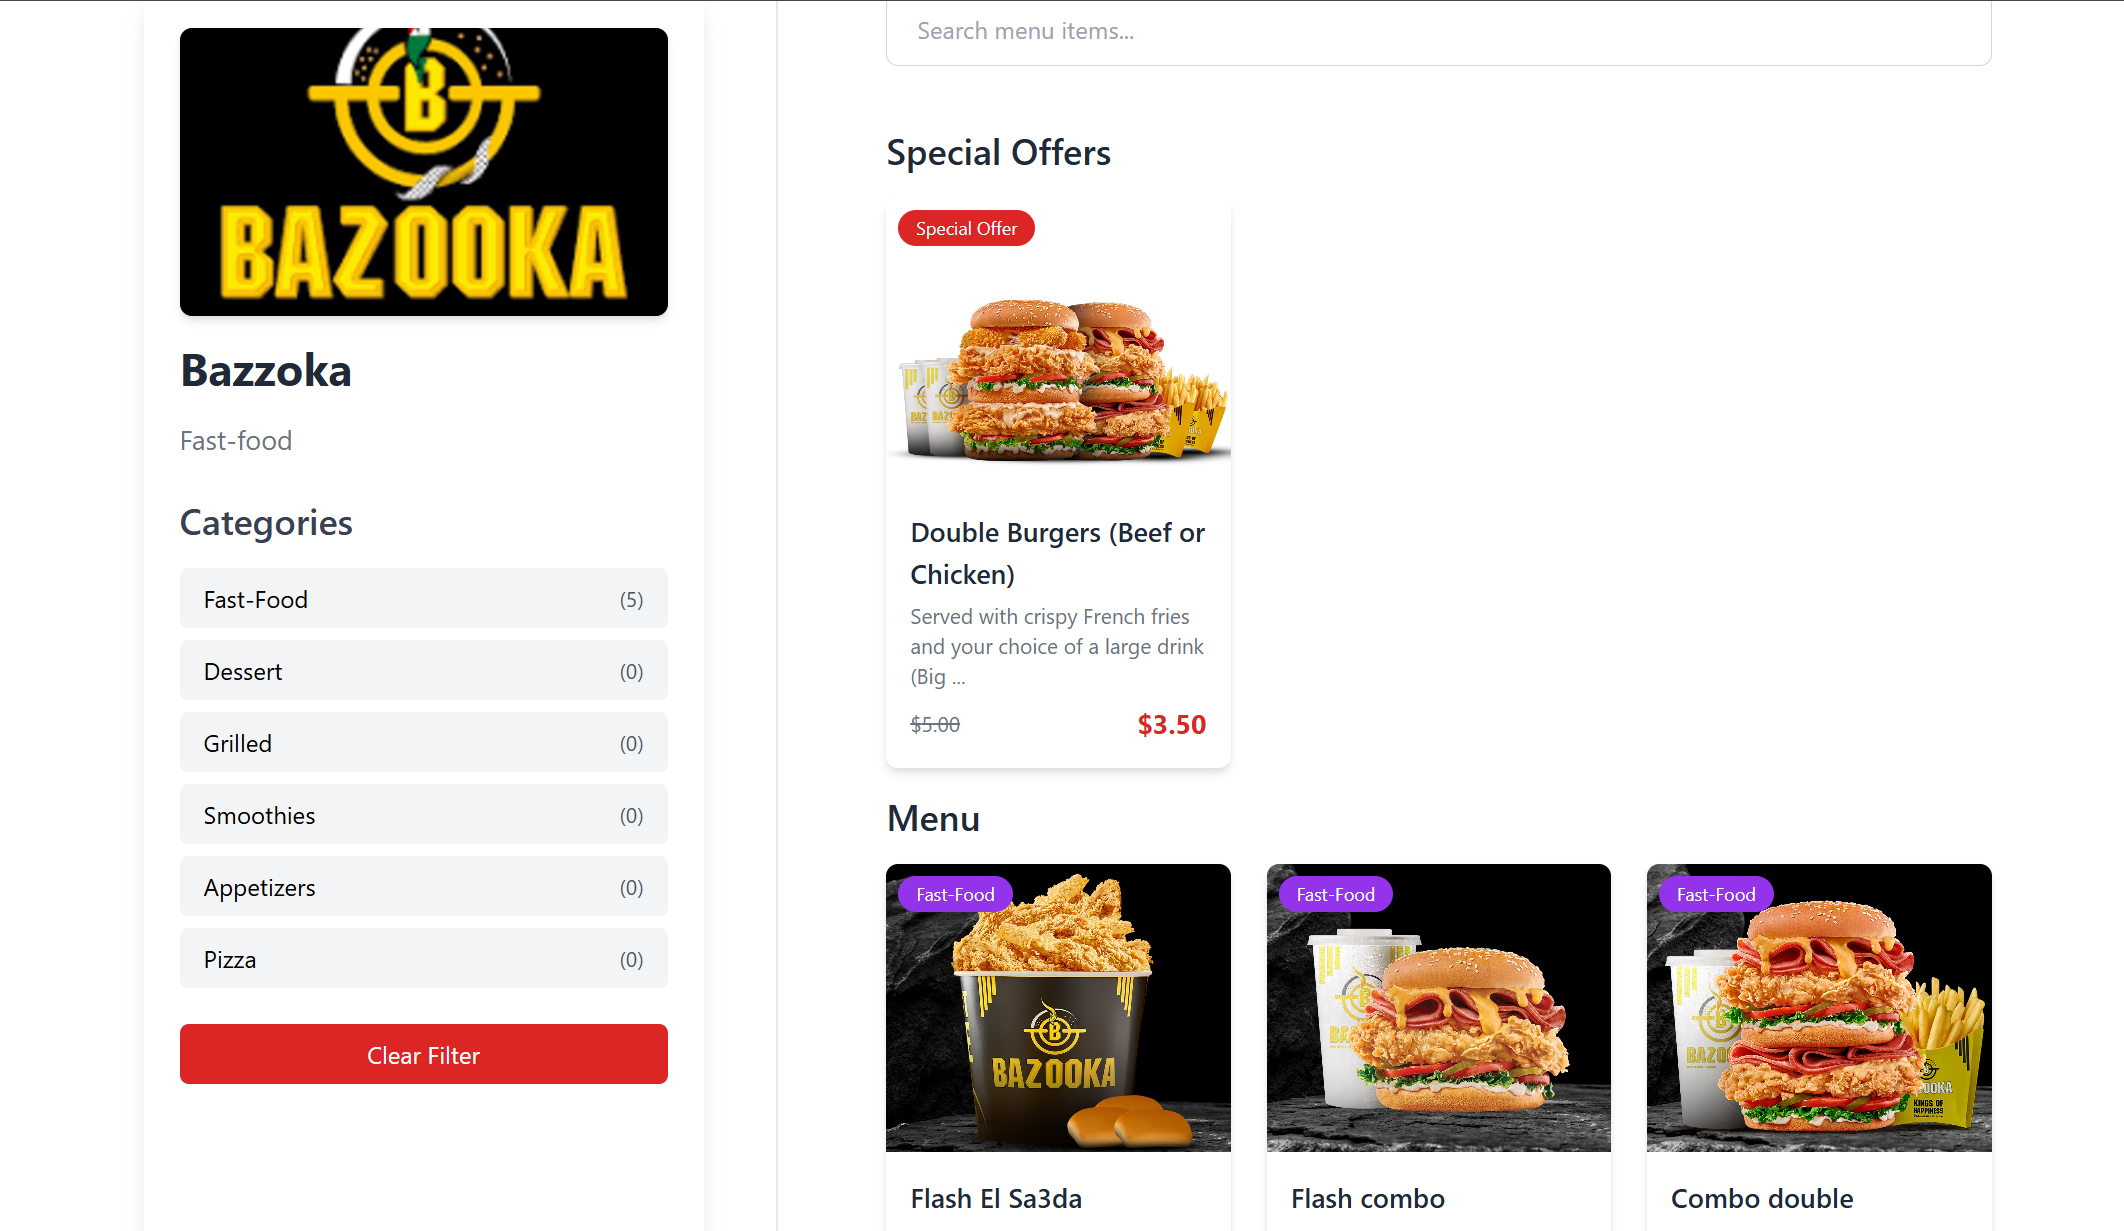 BAZOOKA
Bazzoka
Fast-food
Categories
Fast-Food (5)
Dessert (0)
Grilled (0)
Smoothies (0)
Appetizers (0)
Pizza (0)
Clear Filter
Search menu items...
Special Offers
Special Offer
Double Burgers (Beef or
Chicken)
Served with crispy French fries
and your choice of a large drink
(Big ...
$5.00 $3.50
Menu
Fast-Food
BAZOOKA
Flash El Sa3da
Fast-Food
Flash combo
Fast-Food
KINGS OF
HAPPINESS
Combo double